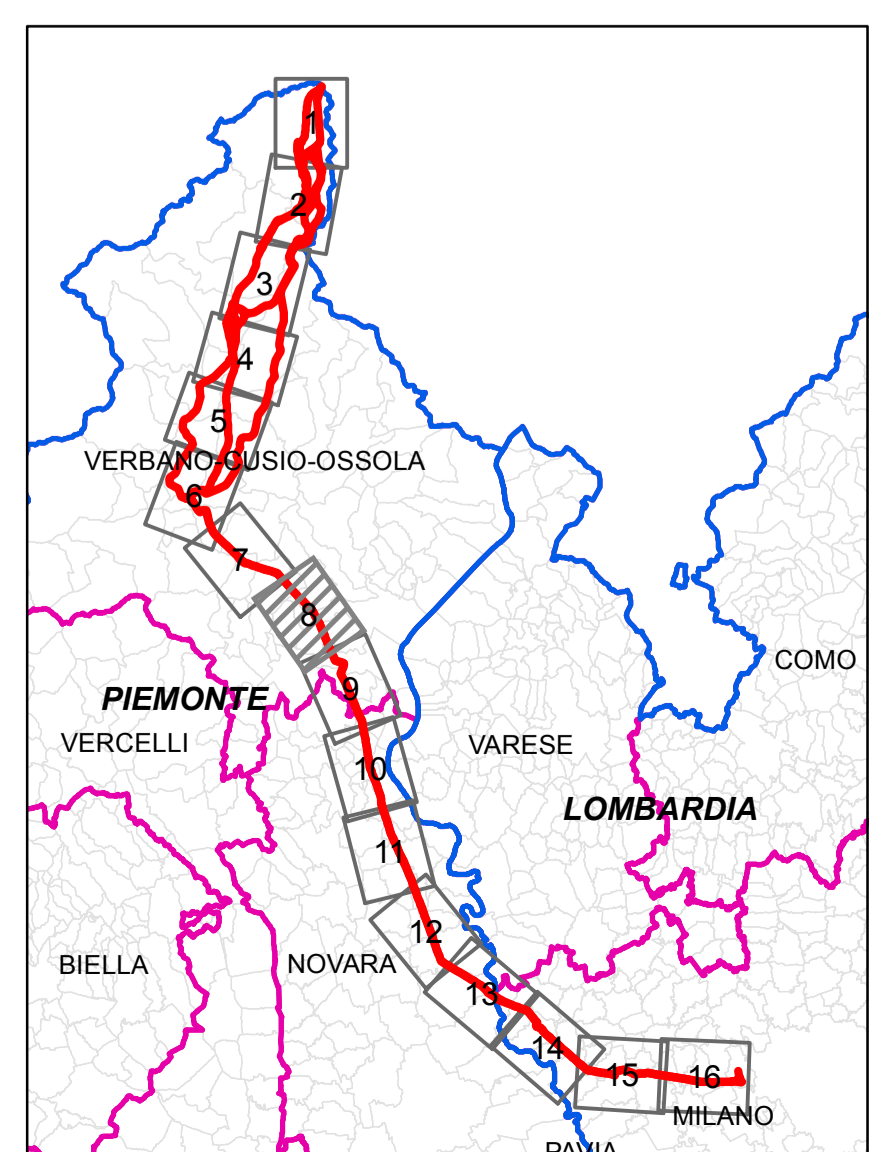 1
2
3
4
5
VERBANO-CUSIO-OSSOLA
6
7
8
COMO
9
PIEMONTE
VERCELLI
VARESE
10
LOMBARDIA
11
12
BIELLA
NOVARA
13
14
15
16
MILANO
PAVIA